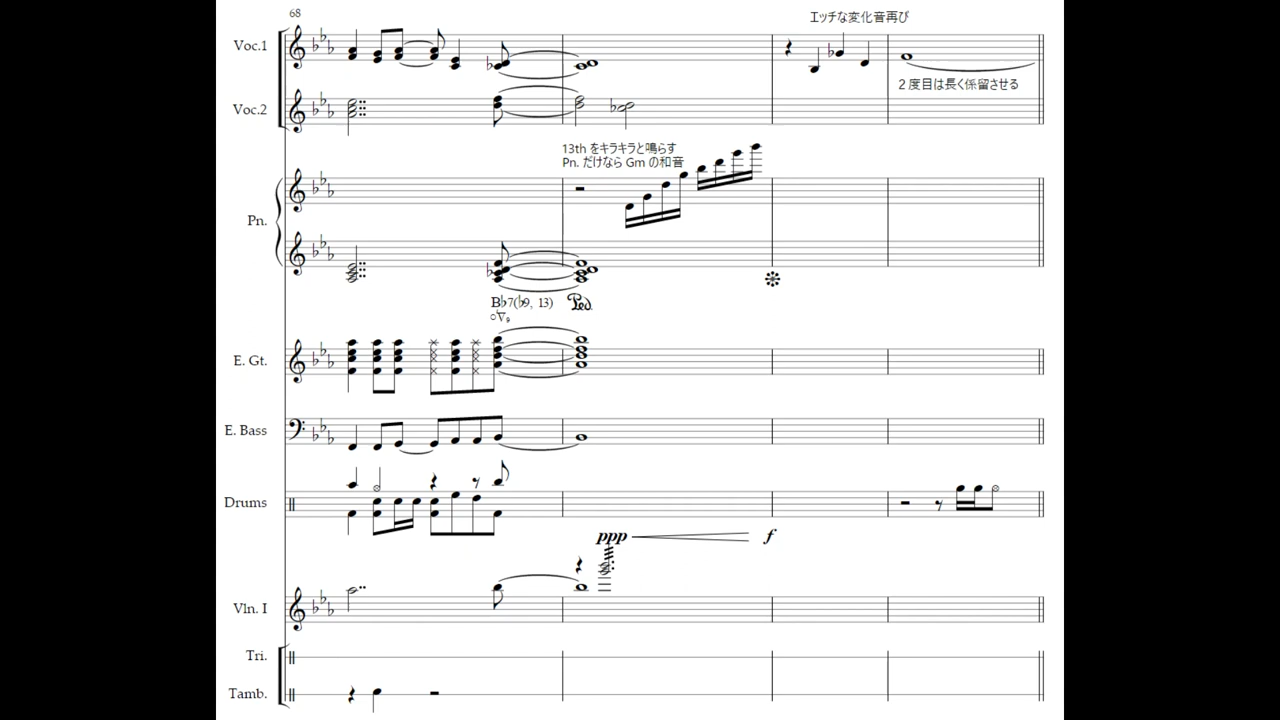 68
エッチな変化音再び
Voc.1
2度目は長く係留させる
Voc.2
13th をキラキラと鳴らす
Pn. だけなら Gm の和音
Pn.
B♭7(♭9, 13)
Ped.
E. Gt.
E. Bass
Drums
ppp
f
Vln. I
Tri.
Tamb.